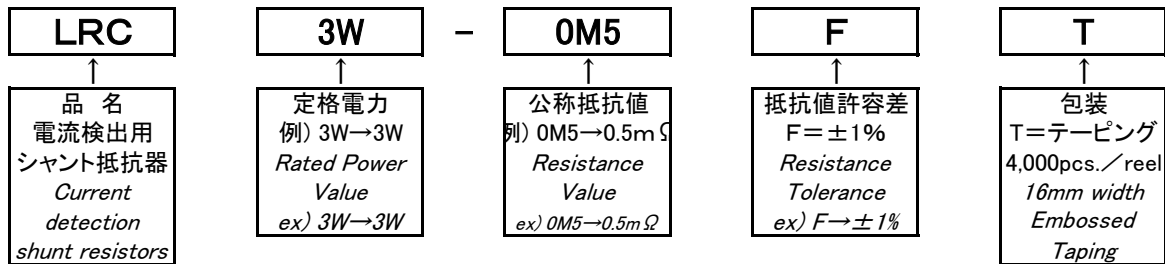 LRC 3W - 0M5 F T
↑ ↑ ↑ ↑ ↑
品 名
電流検出用
シャント抵抗器
Current
detection
shunt resistors
定格電力
例) 3W→3W
Rated Power
Value
ex) 3W→3W
公称抵抗値
例) 0M5→0.5mΩ
Resistance
Value
ex) 0M5→0.5mΩ
抵抗値許容差
F=±1%
Resistance
Tolerance
ex) F→±1%
包装
T=テーピング
4,000pcs./reel
16mm width
Embossed
Taping